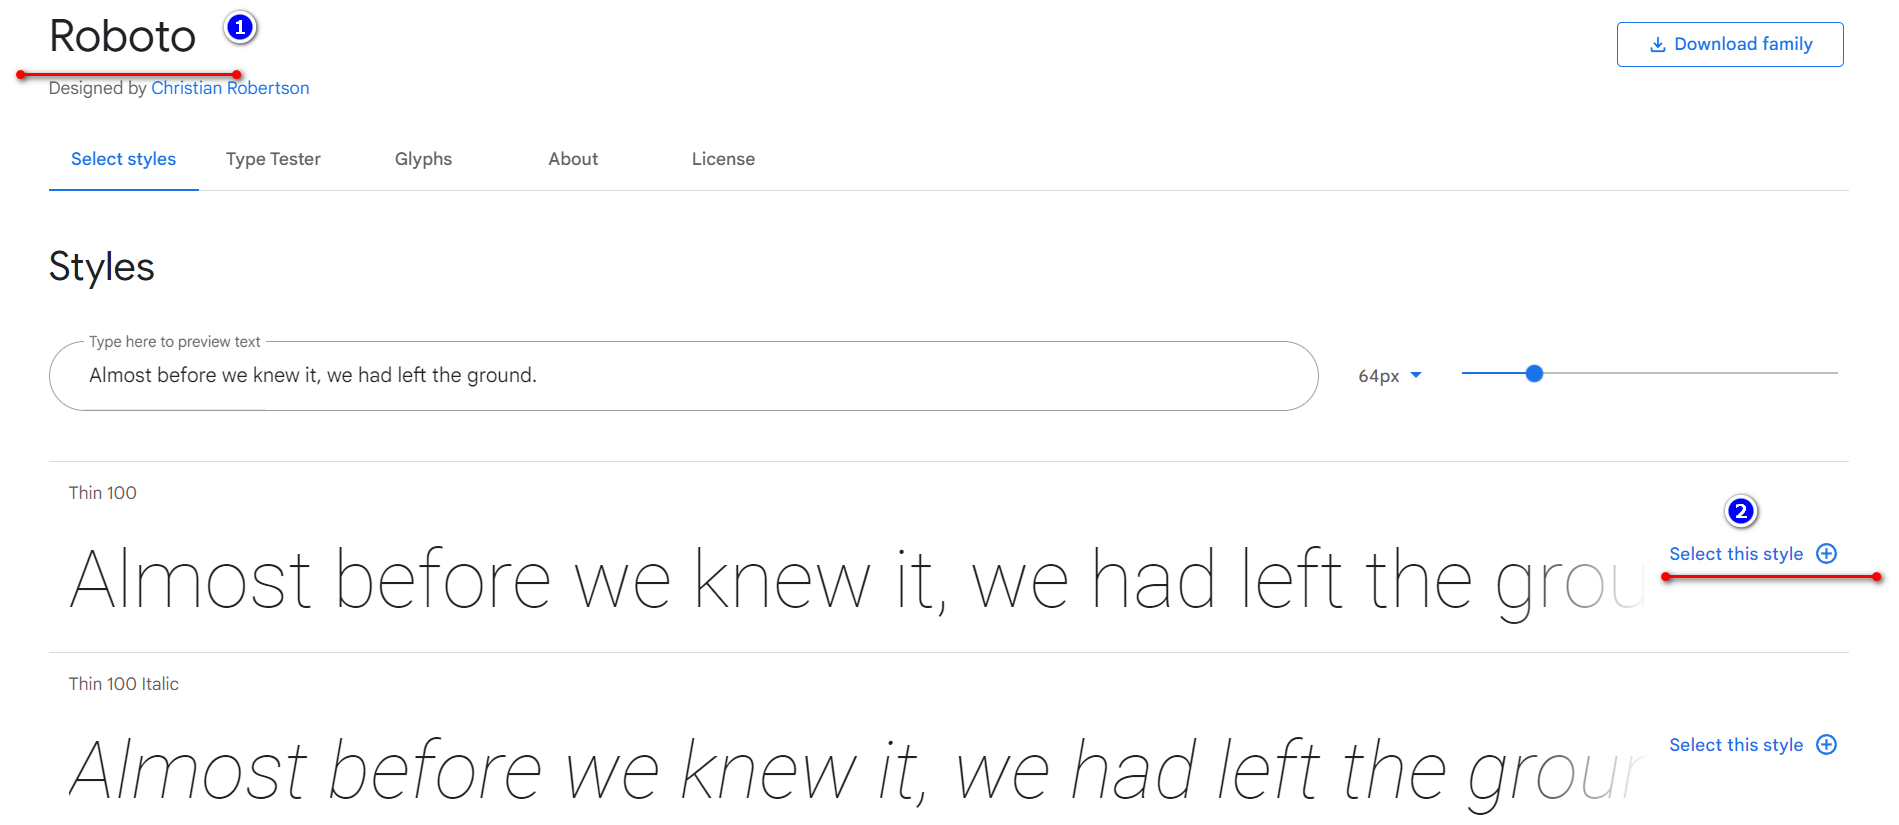 Roboto 1
Download family
Designed by Christian Robertson
Select styles Type Tester Glyphs About License
Styles
Type here to preview text
Almost before we knew it, we had left the ground.
64px
Thin 100
2
Select this style
Almost before we knew it, we had left the grou
Thin 100 Italic
Select this style
Almost before we knew it, we had left the groun